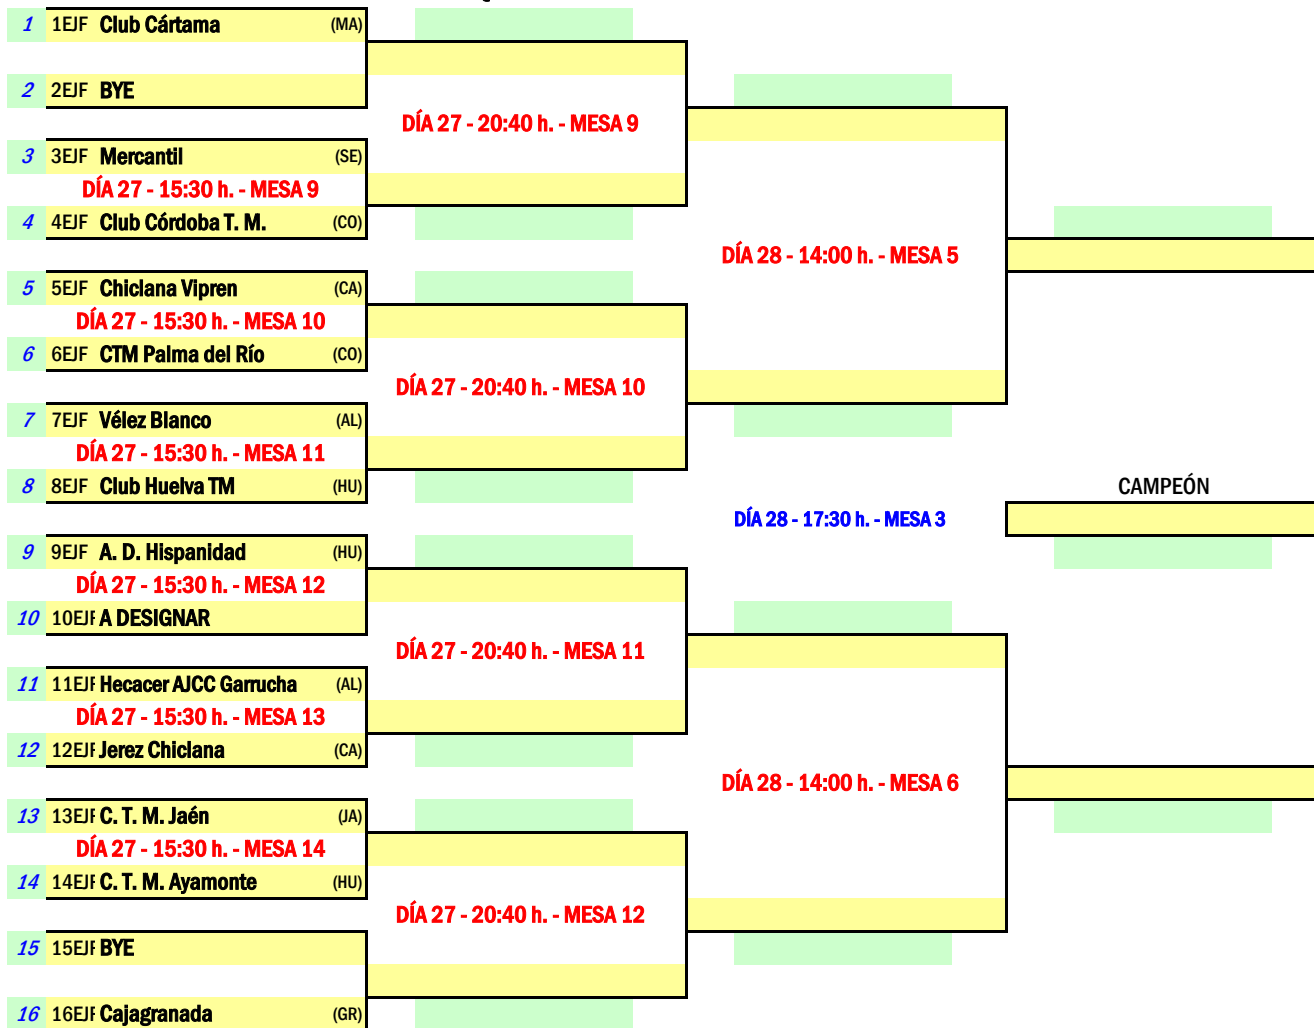 1 1EJF Club Cártama (MA)
2 2EJF BYE
DÍA 27 - 20:40 h. - MESA 9
3 3EJF Mercantil (SE)
DÍA 27 - 15:30 h. - MESA 9
4 4EJF Club Córdoba T. M. (CO)
DÍA 28 - 14:00 h. - MESA 5
5 5EJF Chiclana Vipren (CA)
DÍA 27 - 15:30 h. - MESA 10
6 6EJF CTM Palma del Río (CO)
DÍA 27 - 20:40 h. - MESA 10
7 7EJF Vélez Blanco (AL)
DÍA 27 - 15:30 h. - MESA 11
8 8EJF Club Huelva TM (HU)
CAMPEÓN
DÍA 28 - 17:30 h. - MESA 3
9 9EJF A. D. Hispanidad (HU)
DÍA 27 - 15:30 h. - MESA 12
10 10EJF A DESIGNAR
DÍA 27 - 20:40 h. - MESA 11
11 11EJF Hecacer AJCC Garrucha (AL)
DÍA 27 - 15:30 h. - MESA 13
12 12EJF Jerez Chiclana (CA)
DÍA 28 - 14:00 h. - MESA 6
13 13EJF C. T. M. Jaén (JA)
DÍA 27 - 15:30 h. - MESA 14
14 14EJF C. T. M. Ayamonte (HU)
DÍA 27 - 20:40 h. - MESA 12
15 15EJF BYE
16 16EJF Cajagranada (GR)